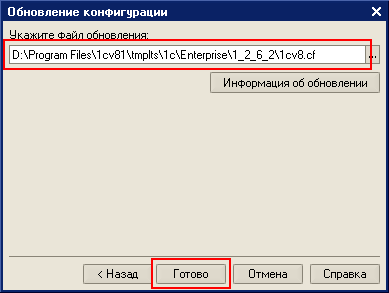 Обновление конфигурации
Укажите файл обновления:
D:\Program Files\1cv81\tmplts\1c\Enterprise\1_2_6_2\1cv8.cf
...
Информация об обновлении
< Назад
Готово
Отмена
Справка